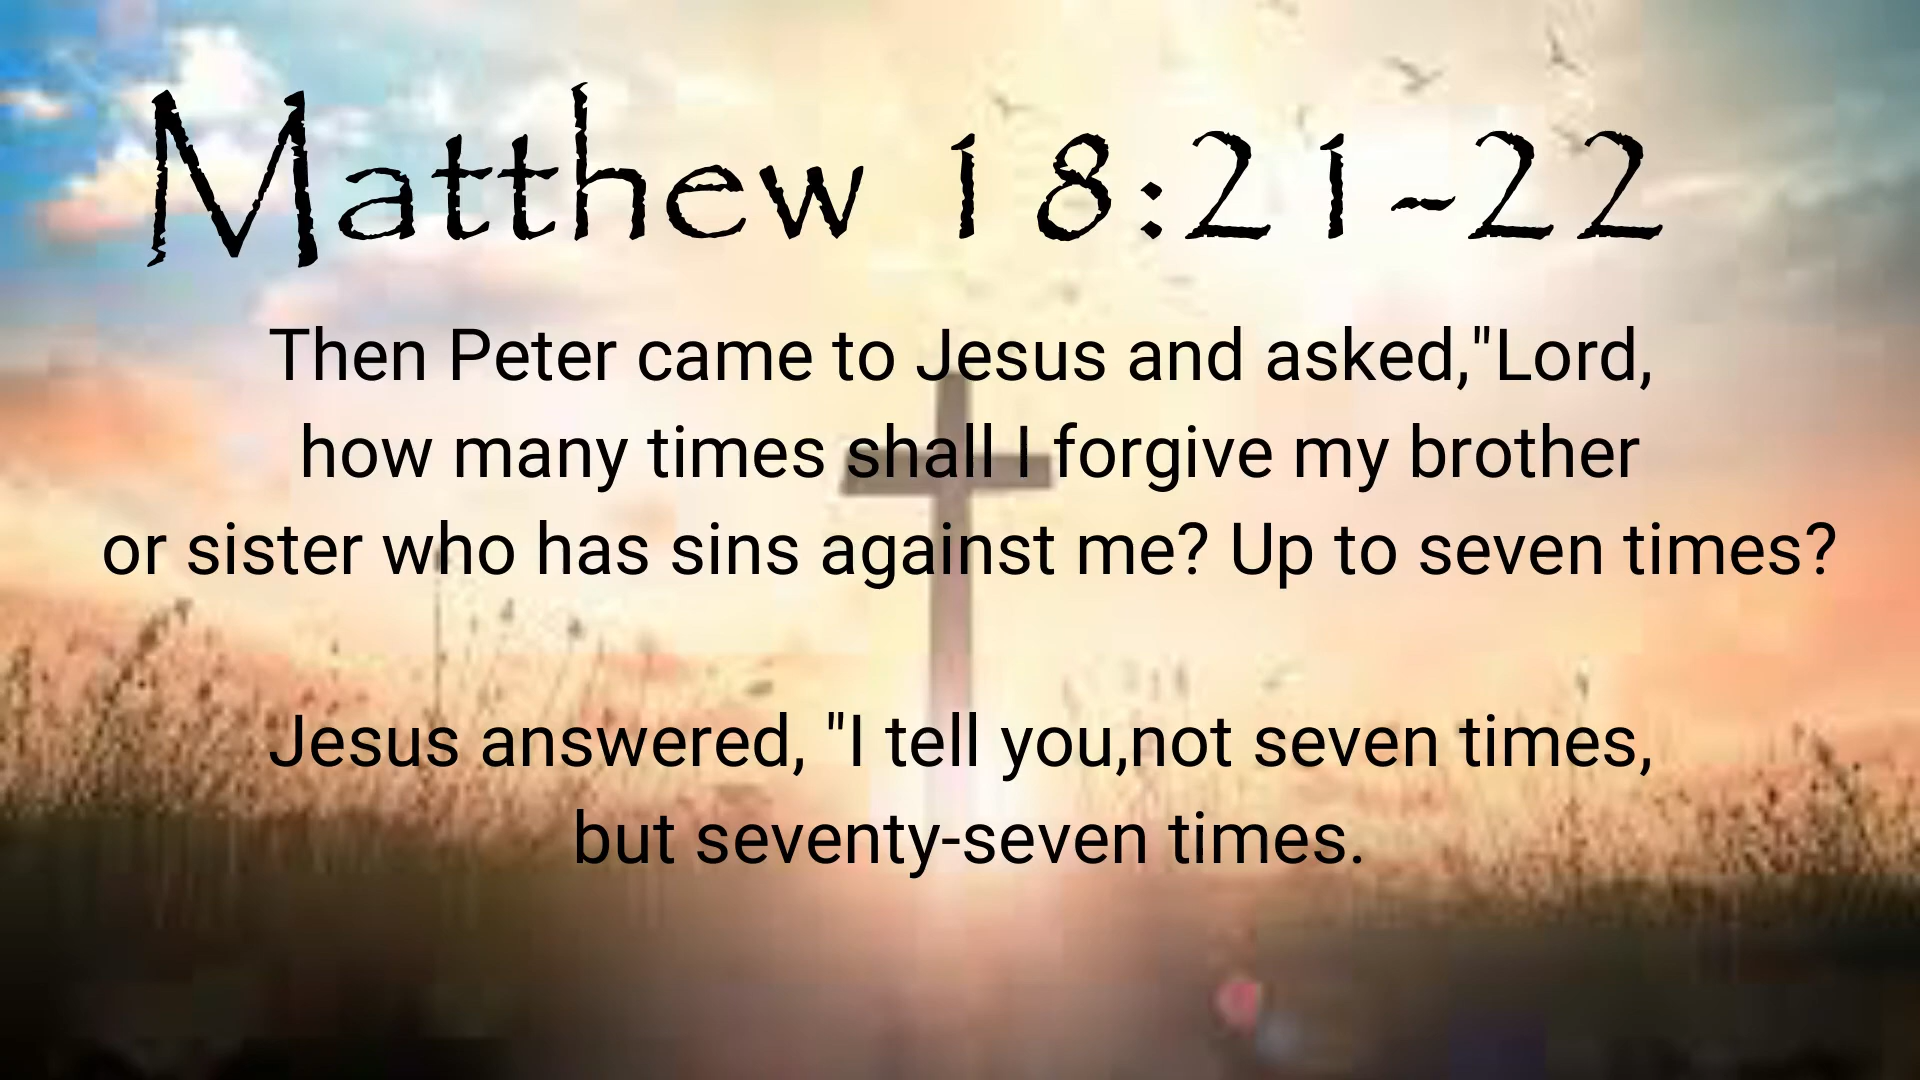 Matthew 18:21-22
Then Peter came to Jesus and asked,"Lord,
how many times shall I forgive my brother
or sister who has sins against me? Up to seven times?
Jesus answered, "I tell you,not seven times,
but seventy-seven times.